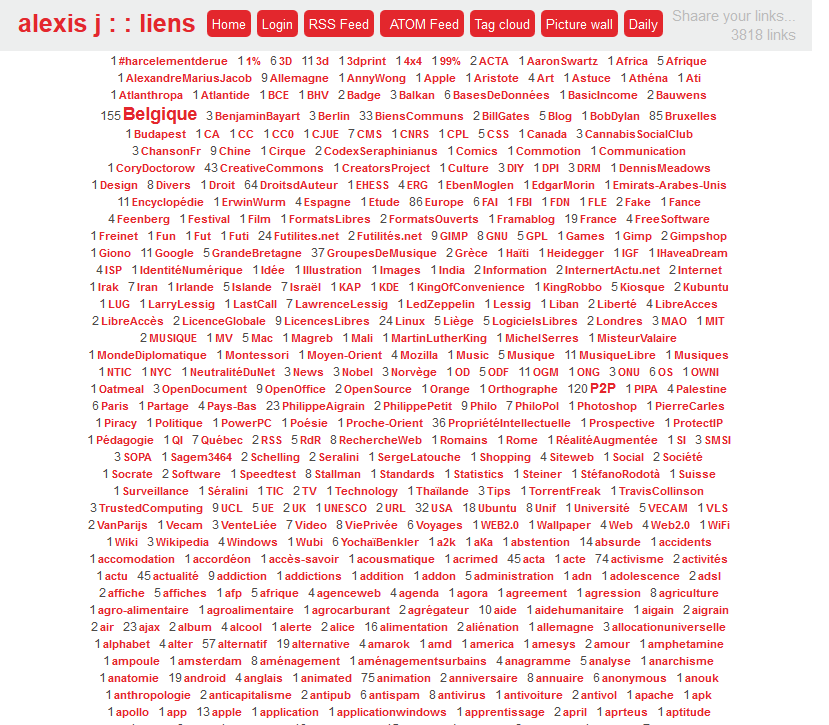 alexis j : : liens Home Login RSS Feed ATOM Feed Tag cloud Picture wall Daily Shaare your links...
3818 links
1 #harcelementderue 1 1% 6 3D 11 3d 1 3dprint 1 4x4 1 99% 2 ACTA 1 AaronSwartz 1 Africa 5 Afrique
1 AlexandreMariusJacob 9 Allemagne 1 AnnyWong 1 Apple 1 Aristote 4 Art 1 Astuce 1 Athéna 1 Ati
1 Atlanthropa 1 Atlantide 1 BCE 1 BHV 2 Badge 3 Balkan 6 BasesDeDonnées 1 BasicIncome 2 Bauwens
155 Belgique 3 BenjaminBayart 3 Berlin 33 BiensCommuns 2 BillGates 5 Blog 1 BobDylan 85 Bruxelles
1 Budapest 1 CA 1 CC 1 CC0 1 CJUE 7 CMS 1 CNRS 1 CPL 5 CSS 1 Canada 3 CannabisSocialClub
3 ChansonFr 9 Chine 1 Cirque 2 CodexSeraphinianus 1 Comics 1 Commotion 1 Communication
1 CoryDoctorow 43 CreativeCommons 1 CreatorsProject 1 Culture 3 DIY 1 DPI 3 DRM 1 DennisMeadows
1 Design 8 Divers 1 Droit 64 DroitsdAuteur 1 EHESS 4 ERG 1 EbenMoglen 1 EdgarMorin 1 Emirats-Arabes-Unis
11 Encyclopédie 1 ErwinWurm 4 Espagne 1 Etude 86 Europe 6 FAI 1 FBI 1 FDN 1 FLE 2 Fake 1 Fance
4 Feenberg 1 Festival 1 Film 1 FormatsLibres 2 FormatsOuverts 1 Framablog 19 France 4 FreeSoftware
1 Freinet 1 Fun 1 Fut 1 Futi 24 Futilites.net 2 Futilités.net 9 GIMP 8 GNU 5 GPL 1 Games 1 Gimp 2 Gimpshop
1 Giono 11 Google 5 GrandeBretagne 37 GroupesDeMusique 2 Grèce 1 Haïti 1 Heidegger 1 IGF 1 IHaveaDream
4 ISP 1 IdentitéNumérique 1 Idée 1 Illustration 1 Images 1 India 2 Information 2 InternertActu.net 2 Internet
1 Irak 7 Iran 1 Irlande 5 Islande 7 Israël 1 KAP 1 KDE 1 KingOfConvenience 1 KingRobbo 5 Kiosque 2 Kubuntu
1 LUG 1 LarryLessig 1 LastCall 7 LawrenceLessig 1 LedZeppelin 1 Lessig 1 Liban 2 Liberté 4 LibreAcces
2 LibreAccès 2 LicenceGlobale 9 LicencesLibres 24 Linux 5 Liège 5 LogicielsLibres 2 Londres 3 MAO 1 MIT
2 MUSIQUE 1 MV 5 Mac 1 Magreb 1 Mali 1 MartinLutherKing 1 MichelSerres 1 MisteurValaire
1 MondeDiplomatique 1 Montessori 1 Moyen-Orient 4 Mozilla 1 Music 5 Musique 11 MusiqueLibre 1 Musiques
1 NTIC 1 NYC 1 NeutralitéDuNet 3 News 3 Nobel 3 Norvège 1 OD 5 ODF 11 OGM 1 ONG 3 ONU 6 OS 1 OWNI
1 Oatmeal 3 OpenDocument 9 OpenOffice 2 OpenSource 1 Orange 1 Orthographe 120 P2P 1 PIPA 4 Palestine
6 Paris 1 Partage 4 Pays-Bas 23 PhilippeAigrain 2 PhilippePetit 9 Philo 7 PhiloPol 1 Photoshop 1 PierreCarles
1 Piracy 1 Politique 1 PowerPC 1 Poésie 1 Proche-Orient 36 PropriétéIntellectuelle 1 Prospective 1 ProtectIP
1 Pédagogie 1 QI 7 Québec 2 RSS 5 RdR 8 RechercheWeb 1 Romains 1 Rome 1 RéalitéAugmentée 1 SI 3 SMSI
3 SOPA 1 Sagem3464 2 Schelling 2 Seralini 1 SergeLatouche 1 Shopping 4 Siteweb 1 Social 2 Société
1 Socrate 2 Software 1 Speedtest 8 Stallman 1 Standards 1 Statistics 1 Steiner 1 StéfanoRodotà 1 Suisse
1 Surveillance 1 Séralini 1 TIC 2 TV 1 Technology 1 Thaïlande 3 Tips 1 TorrentFreak 1 TravisCollinson
3 TrustedComputing 9 UCL 5 UE 2 UK 1 UNESCO 2 URL 32 USA 18 Ubuntu 8 Unif 1 Université 5 VECAM 1 VLS
2 VanParijs 1 Vecam 3 VenteLiée 7 Video 8 ViePrivée 6 Voyages 1 WEB2.0 1 Wallpaper 4 Web 4 Web2.0 1 WiFi
1 Wiki 3 Wikipedia 4 Windows 1 Wubi 6 YochaïBenkler 1 a2k 1 aKa 1 abstention 14 absurde 1 accidents
1 accomodation 1 accordéon 1 accès-savoir 1 acousmatique 1 acrimed 45 acta 1 acte 74 activisme 2 activités
1 actu 45 actualité 9 addiction 1 addictions 1 addition 1 addon 5 administration 1 adn 1 adolescence 2 adsl
2 affiche 5 affiches 1 afp 5 afrique 4 agenceweb 4 agenda 1 agora 1 agreement 1 agression 8 agriculture
1 agro-alimentaire 1 agroalimentaire 1 agrocarburant 2 agrégateur 10 aide 1 aidehumanitaire 1 aigain 2 aigrain
2 air 23 ajax 2 album 4 alcool 1 alerte 2 alice 16 alimentation 2 aliénation 1 allemagne 3 allocationuniverselle
1 alphabet 4 alter 57 alternatif 19 alternative 4 amarok 1 amd 1 america 1 amesys 2 amour 1 amphetamine
1 ampoule 1 amsterdam 8 aménagement 1 aménagementsurbains 4 anagramme 5 analyse 1 anarchisme
1 anatomie 19 android 4 anglais 1 animated 75 animation 2 anniversaire 8 annuaire 6 anonymous 1 anouk
1 anthropologie 2 anticapitalisme 2 antipub 6 antispam 8 antivirus 1 antivoiture 2 antivol 1 apache 1 apk
1 apollo 1 app 13 apple 1 application 1 applicationwindows 1 apprentissage 2 april 1 aprteus 1 aptitude